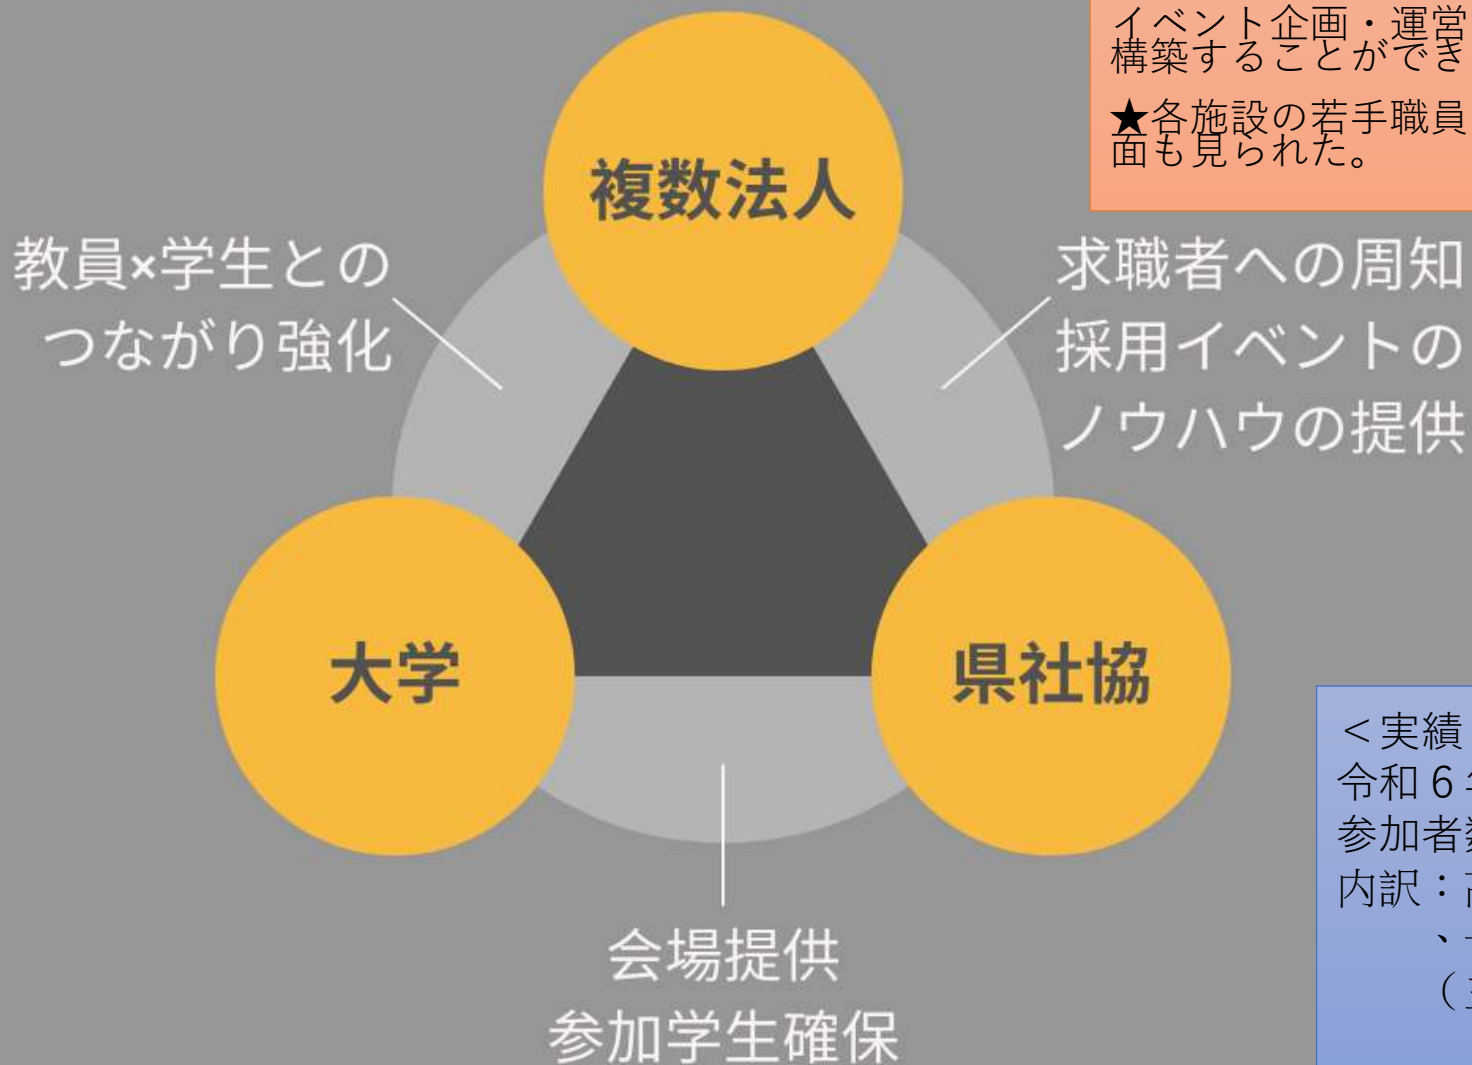 イベント企画・運営
構築することができ
★各施設の若手職員
面も見られた。
複数法人
教員×学生との
つながり強化
求職者への周知
採用イベントの
ノウハウの提供
大学
県社協
会場提供
参加学生確保
<実績
令和6年
参加者数
内訳:高
、
(主